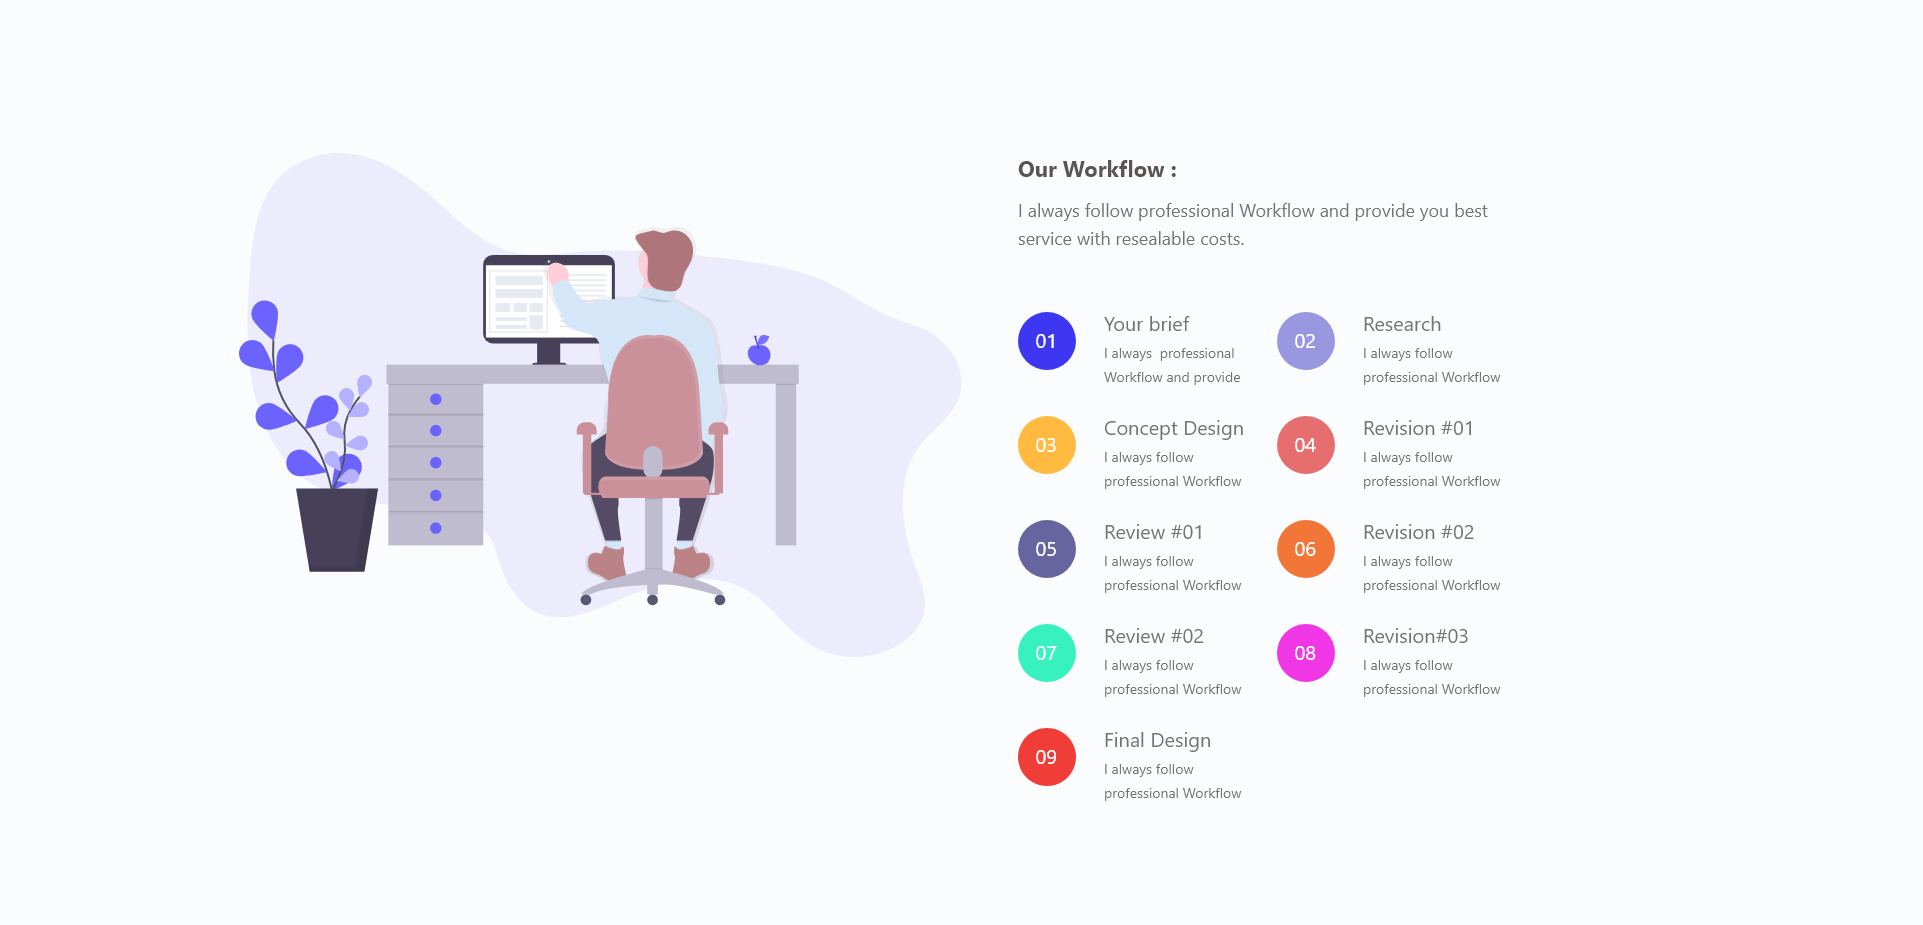 Our Workflow :
I always follow professional Workflow and provide you best
service with resealable costs.
01
Your brief
I always  professional
Workflow and provide
02
Research
I always follow
professional Workflow
03
Concept Design
I always follow
professional Workflow
04
Revision #01
I always follow
professional Workflow
05
Review #01
I always follow
professional Workflow
06
Revision #02
I always follow
professional Workflow
07
Review #02
I always follow
professional Workflow
08
Revision#03
I always follow
professional Workflow
09
Final Design
I always follow
professional Workflow